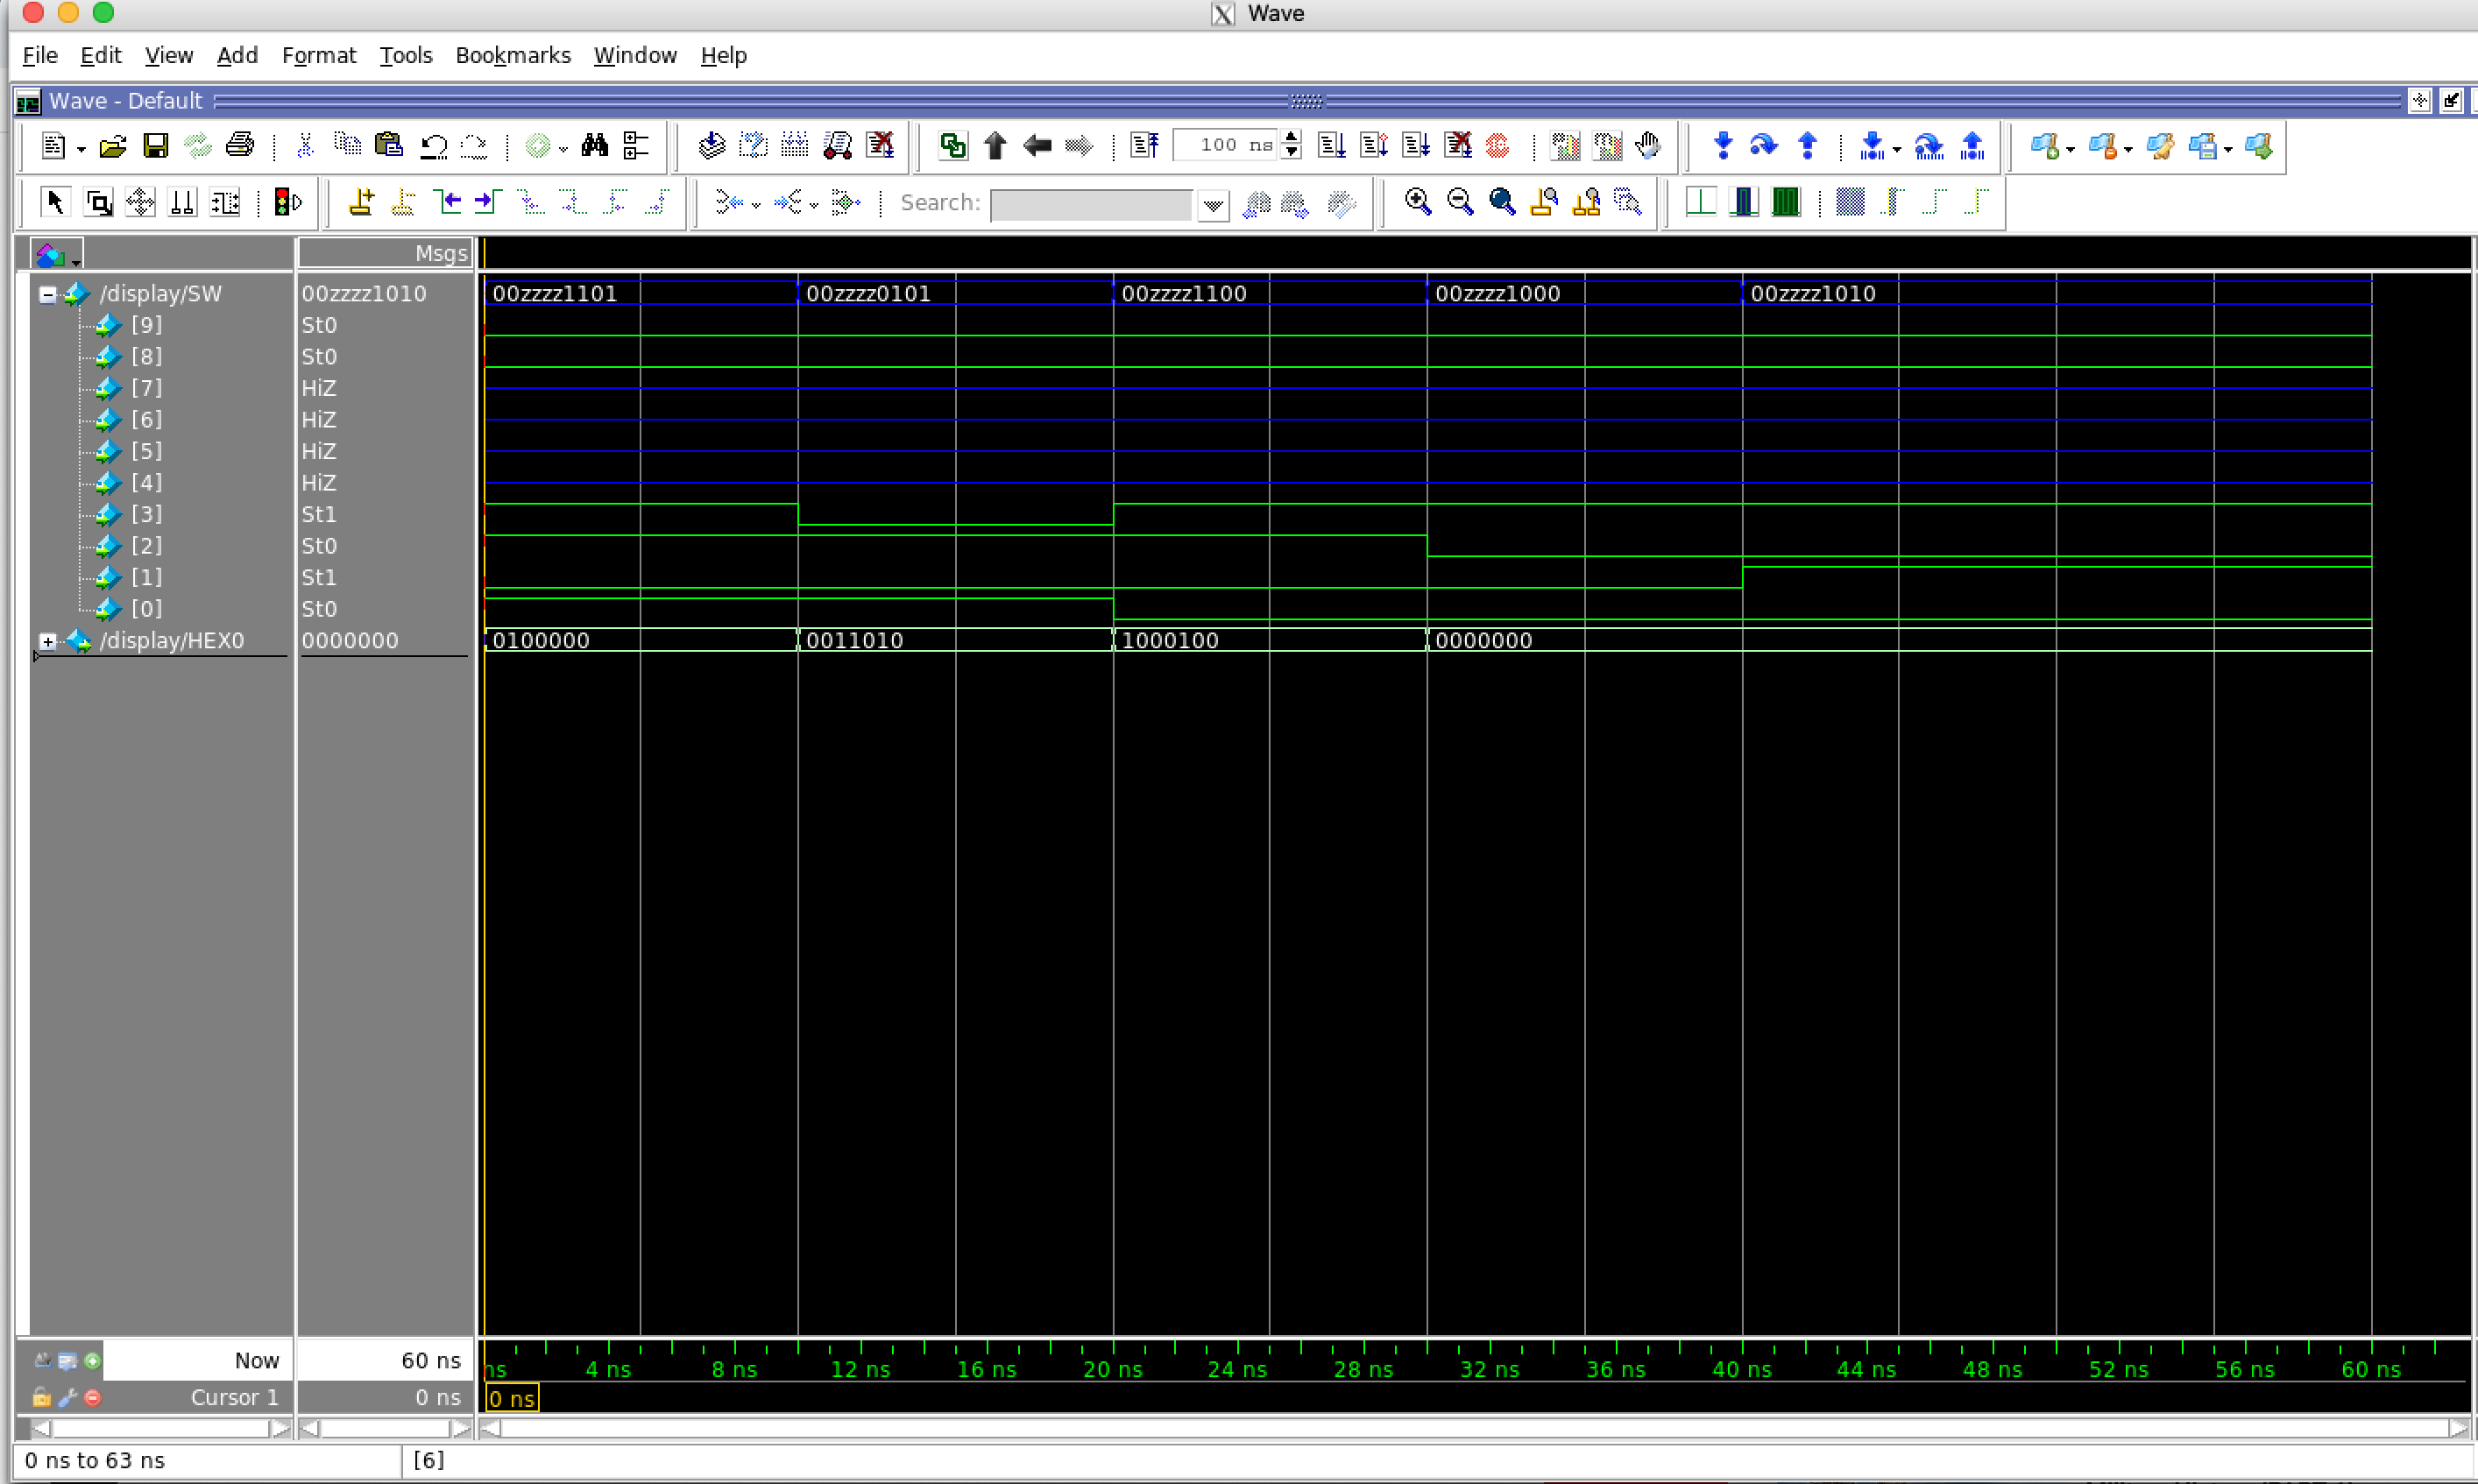 Wave
File Edit View Add Format Tools Bookmarks Window Help
Wave - Default
100 ns
Search:
Msgs
/display/SW 00zzzz1010 00zzzz1101 00zzzz0101 00zzzz1100 00zzzz1000 00zzzz1010
[9] St0
[8] St0
[7] HiZ
[6] HiZ
[5] HiZ
[4] HiZ
[3] St1
[2] St0
[1] St1
[0] St0
/display/HEX0 0000000 0100000 0011010 1000100 0000000
Now 60 ns ns 4 ns 8 ns 12 ns 16 ns 20 ns 24 ns 28 ns 32 ns 36 ns 40 ns 44 ns 48 ns 52 ns 56 ns 60 ns
Cursor 1 0 ns 0 ns
0 ns to 63 ns [6]